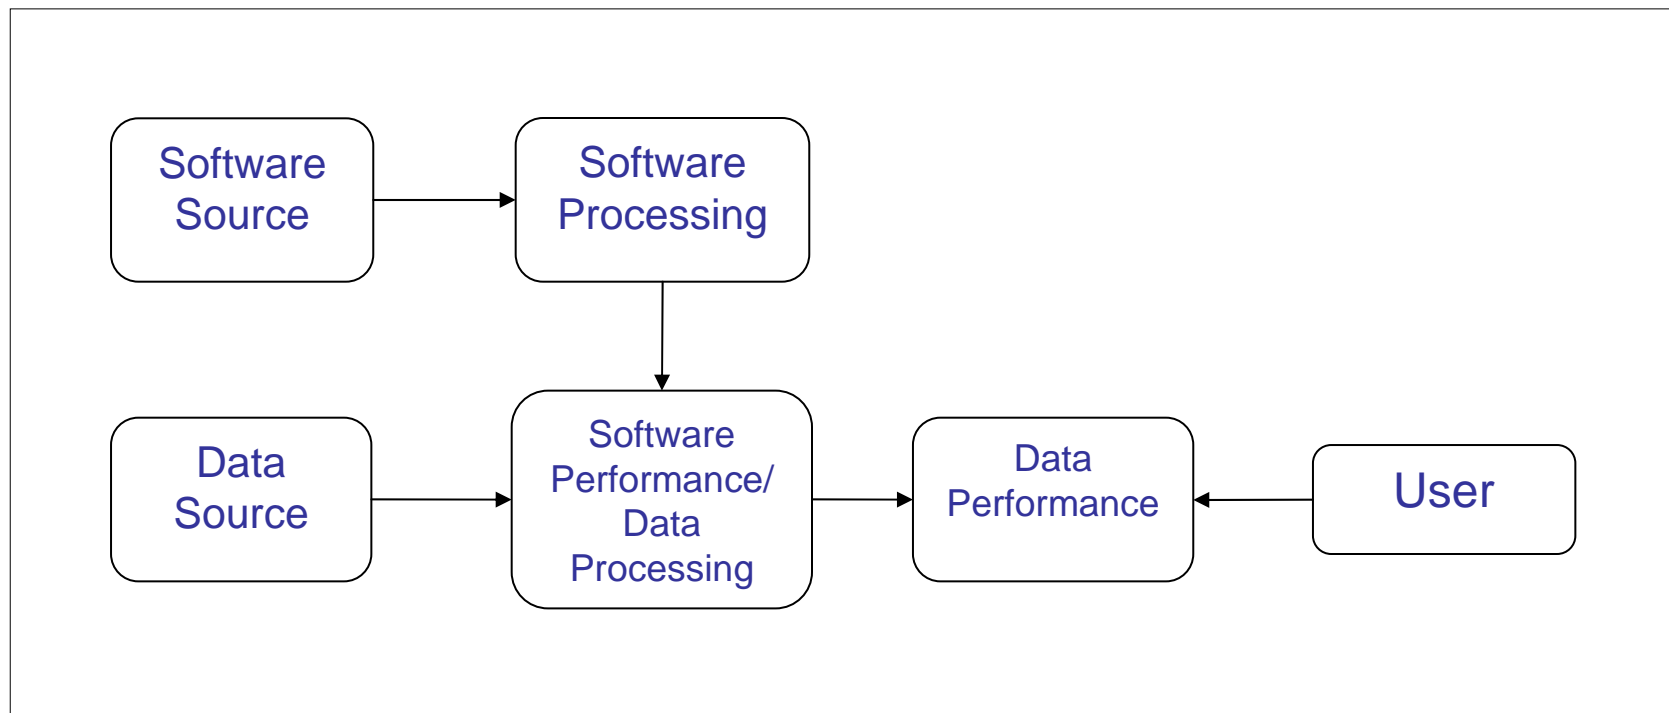 Software
Source
Software
Processing
Data
Source
Software
Performance/
Data
Processing
Data
Performance
User